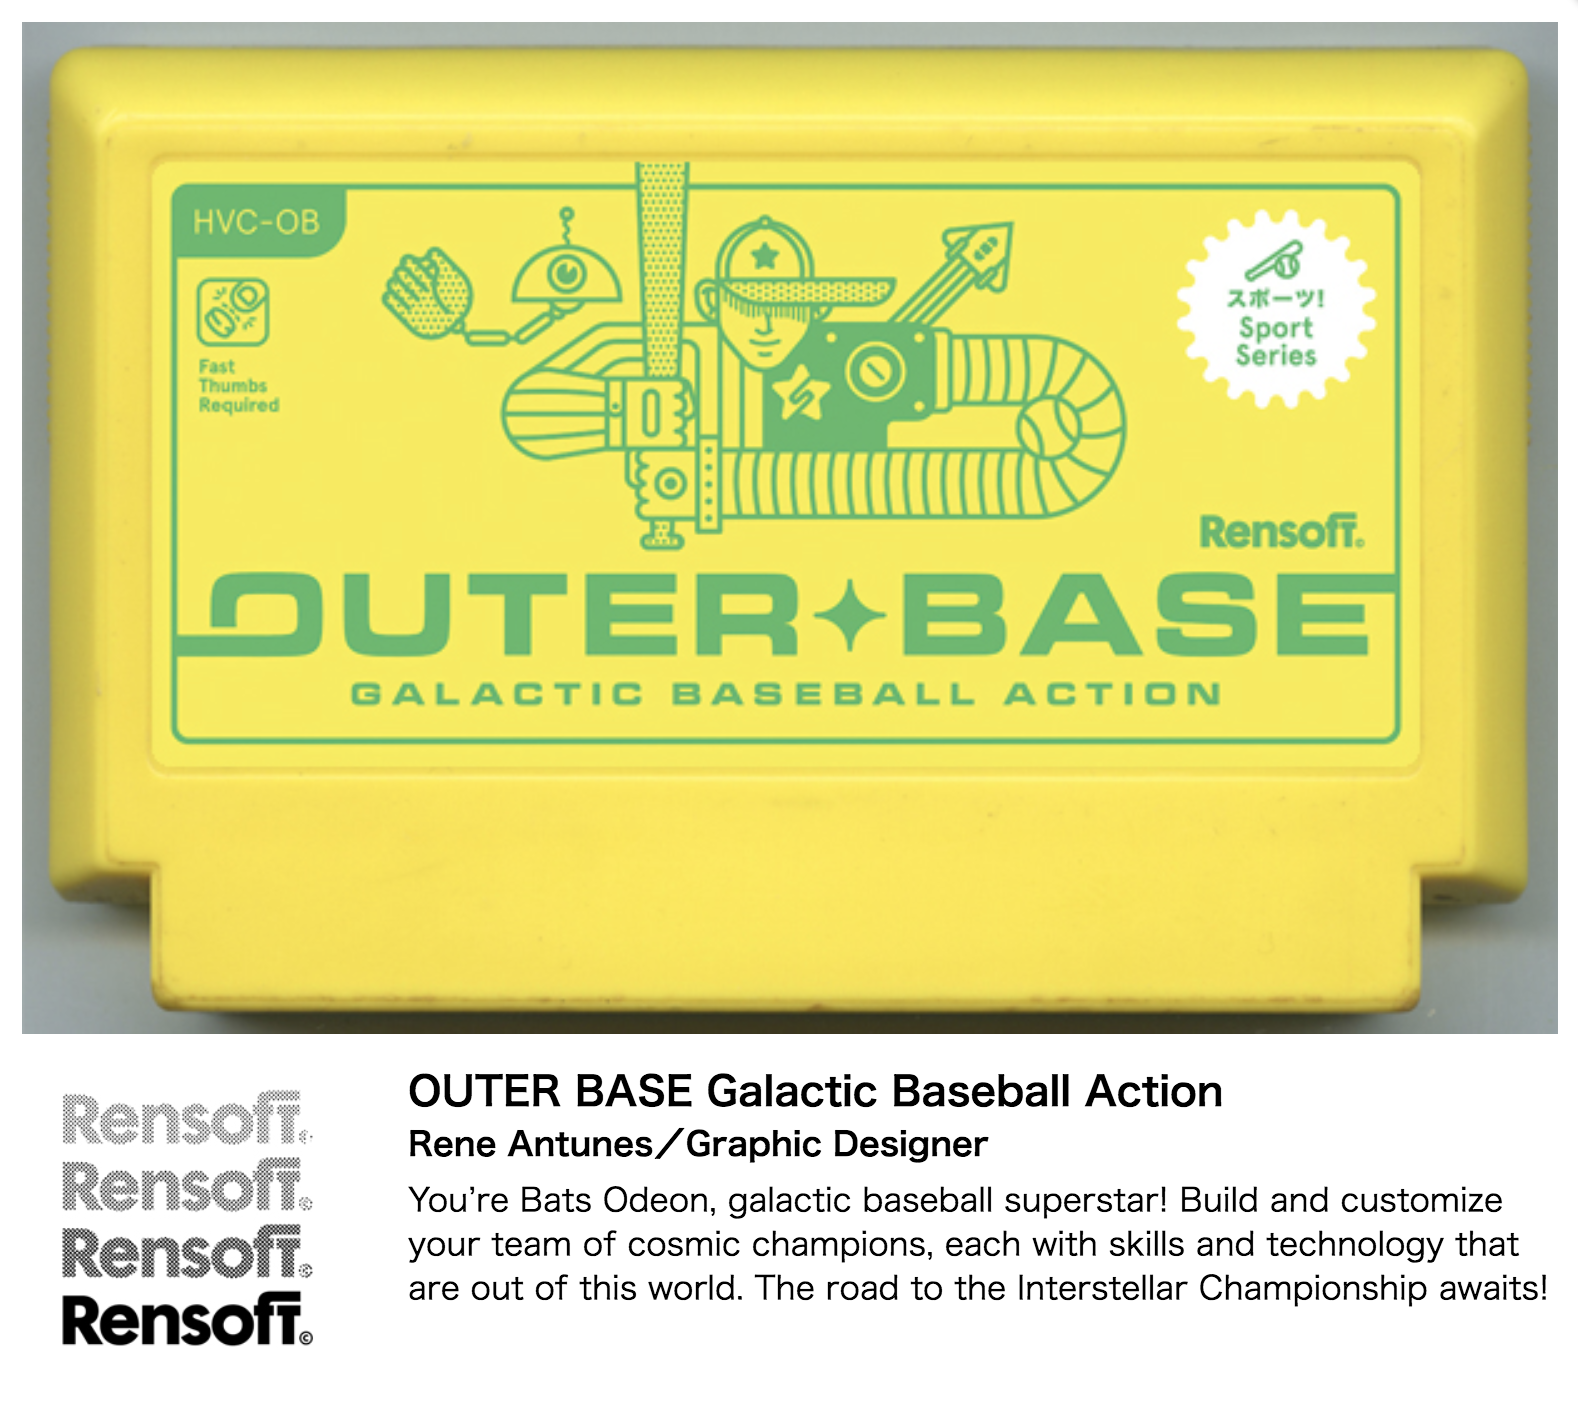 HVC-OB
Fast
Thumbs
Required
スポーツ!
Sport
Series
Rensoft©
OUTER BASE
GALACTIC BASEBALL ACTION
Rensoft©
Rensoft©
Rensoft©
Rensoft©
OUTER BASE Galactic Baseball Action
Rene Antunes／Graphic Designer
You’re Bats Odeon, galactic baseball superstar! Build and customize
your team of cosmic champions, each with skills and technology that
are out of this world. The road to the Interstellar Championship awaits!